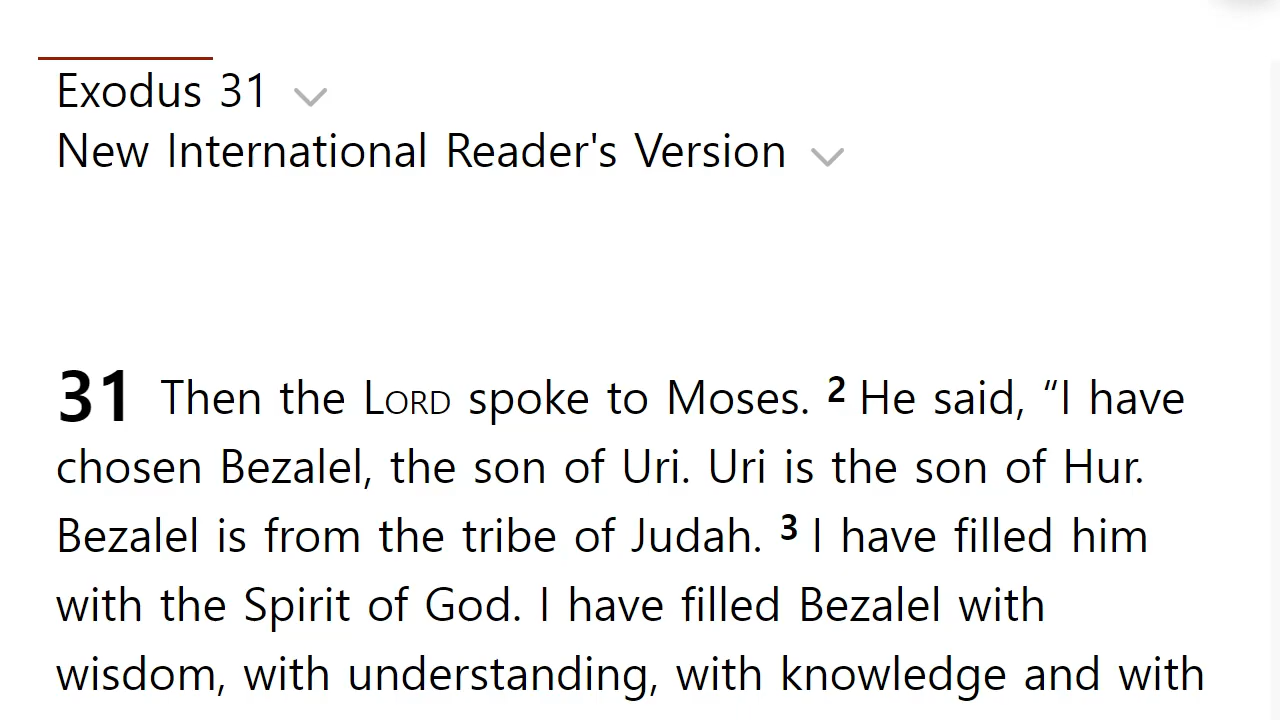 Exodus 31
New International Reader's Version
31 Then the LORD spoke to Moses. 2 He said, “I have
chosen Bezalel, the son of Uri. Uri is the son of Hur.
Bezalel is from the tribe of Judah. 3 I have filled him
with the Spirit of God. I have filled Bezalel with
wisdom, with understanding, with knowledge and with